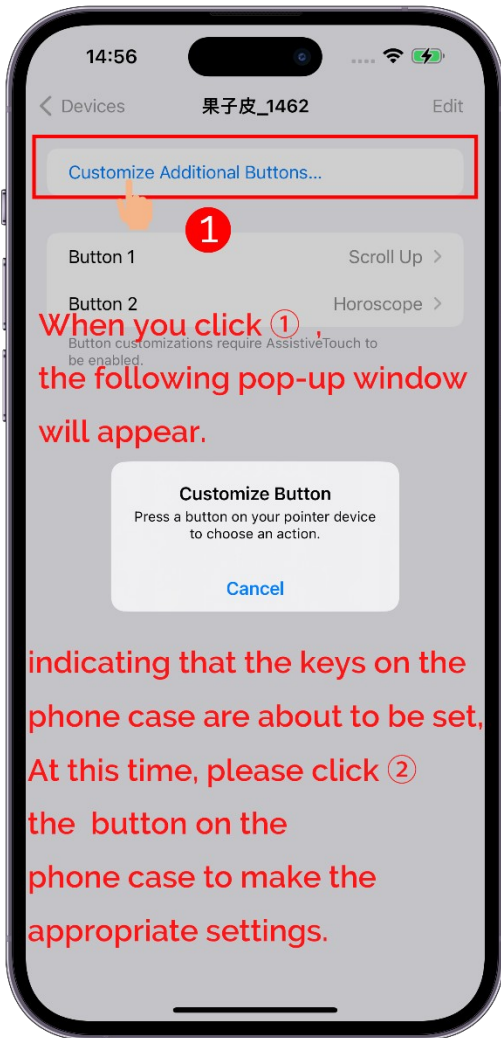 14:56
Devices 果子皮_1462 Edit
Customize Additional Buttons...
1
Button 1 Scroll Up
Button 2 Horoscope
When you click ① ,
Button customizations require AssistiveTouch to
be enabled.
the following pop-up window
will appear.
Customize Button
Press a button on your pointer device
to choose an action.
Cancel
indicating that the keys on the
phone case are about to be set,
At this time, please click ②
the button on the
phone case to make the
appropriate settings.